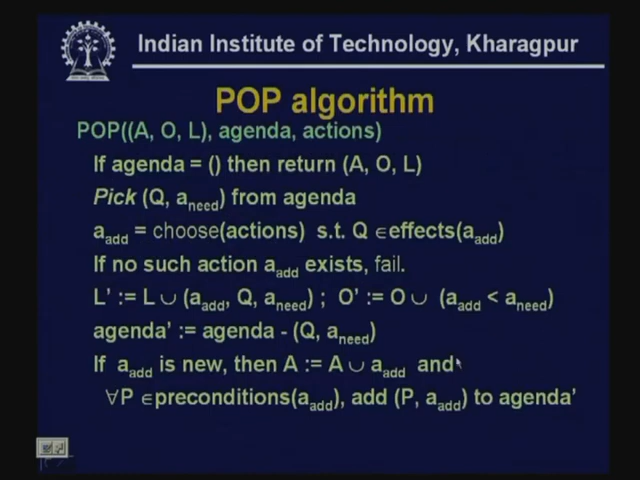 Indian Institute of Technology, Kharagpur
POP algorithm
POP((A, O, L), agenda, actions)
If agenda = () then return (A, O, L)
Pick (Q, aneed) from agenda
aadd = choose(actions) s.t. Q ∈effects(aadd)
If no such action aadd exists, fail.
L' := L ∪ (aadd, Q, aneed) ; O' := O ∪ (aadd < aneed)
agenda' := agenda - (Q, aneed)
If aadd is new, then A := A ∪ aadd and
∀P ∈preconditions(aadd), add (P, aadd) to agenda'